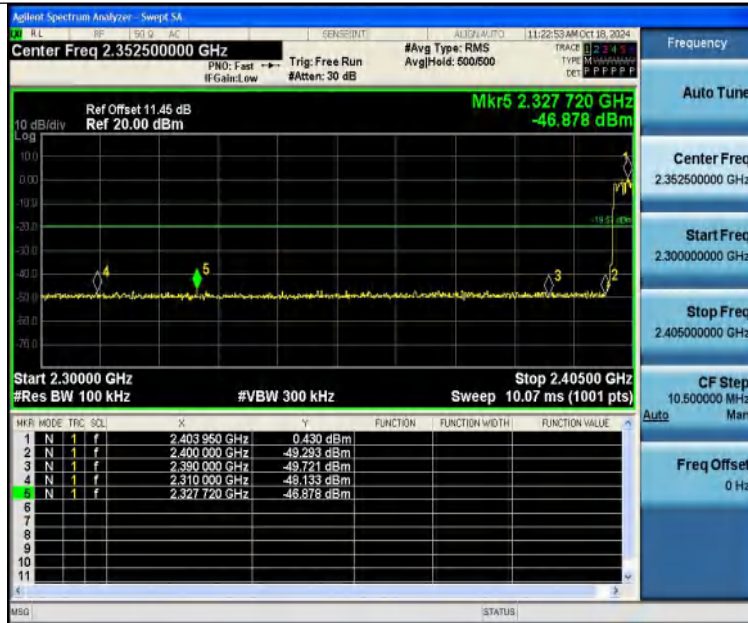 Agilent Spectrum Analyzer - Swept SA
RL RF 50 Ω AC SENSE:INT ALIGN AUTO 11:22:53 AM Oct 18, 2024
Center Freq 2.352500000 GHz
PNO: Fast
IFGain:Low
Trig: Free Run
#Atten: 30 dB
#Avg Type: RMS
Avg|Hold: 500/500
TRACE 1 2 3 4 5
TYPE M
DET P P P P P P
Frequency
Auto Tune
Center Freq
2.352500000 GHz
Start Freq
2.300000000 GHz
Stop Freq
2.405000000 GHz
CF Step
10.500000 MHz
Auto Man
Freq Offset
0 Hz
Ref Offset 11.45 dB
10 dB/div Ref 20.00 dBm
Log
Mkr5 2.327 720 GHz
-46.878 dBm
10.0
0.00
-10.0
-20.0
-30.0
-40.0
-50.0
-60.0
-70.0
1
4
5
3
2
Start 2.30000 GHz Stop 2.40500 GHz
#Res BW 100 kHz #VBW 300 kHz Sweep 10.07 ms (1001 pts)
MKR MODE TRC SCL X Y FUNCTION FUNCTION WIDTH FUNCTION VALUE
1 N 1 f 2.403 950 GHz 0.430 dBm
2 N 1 f 2.400 000 GHz -49.293 dBm
3 N 1 f 2.390 000 GHz -49.721 dBm
4 N 1 f 2.310 000 GHz -48.133 dBm
5 N 1 f 2.327 720 GHz -46.878 dBm
6
7
8
9
10
11
MSG STATUS